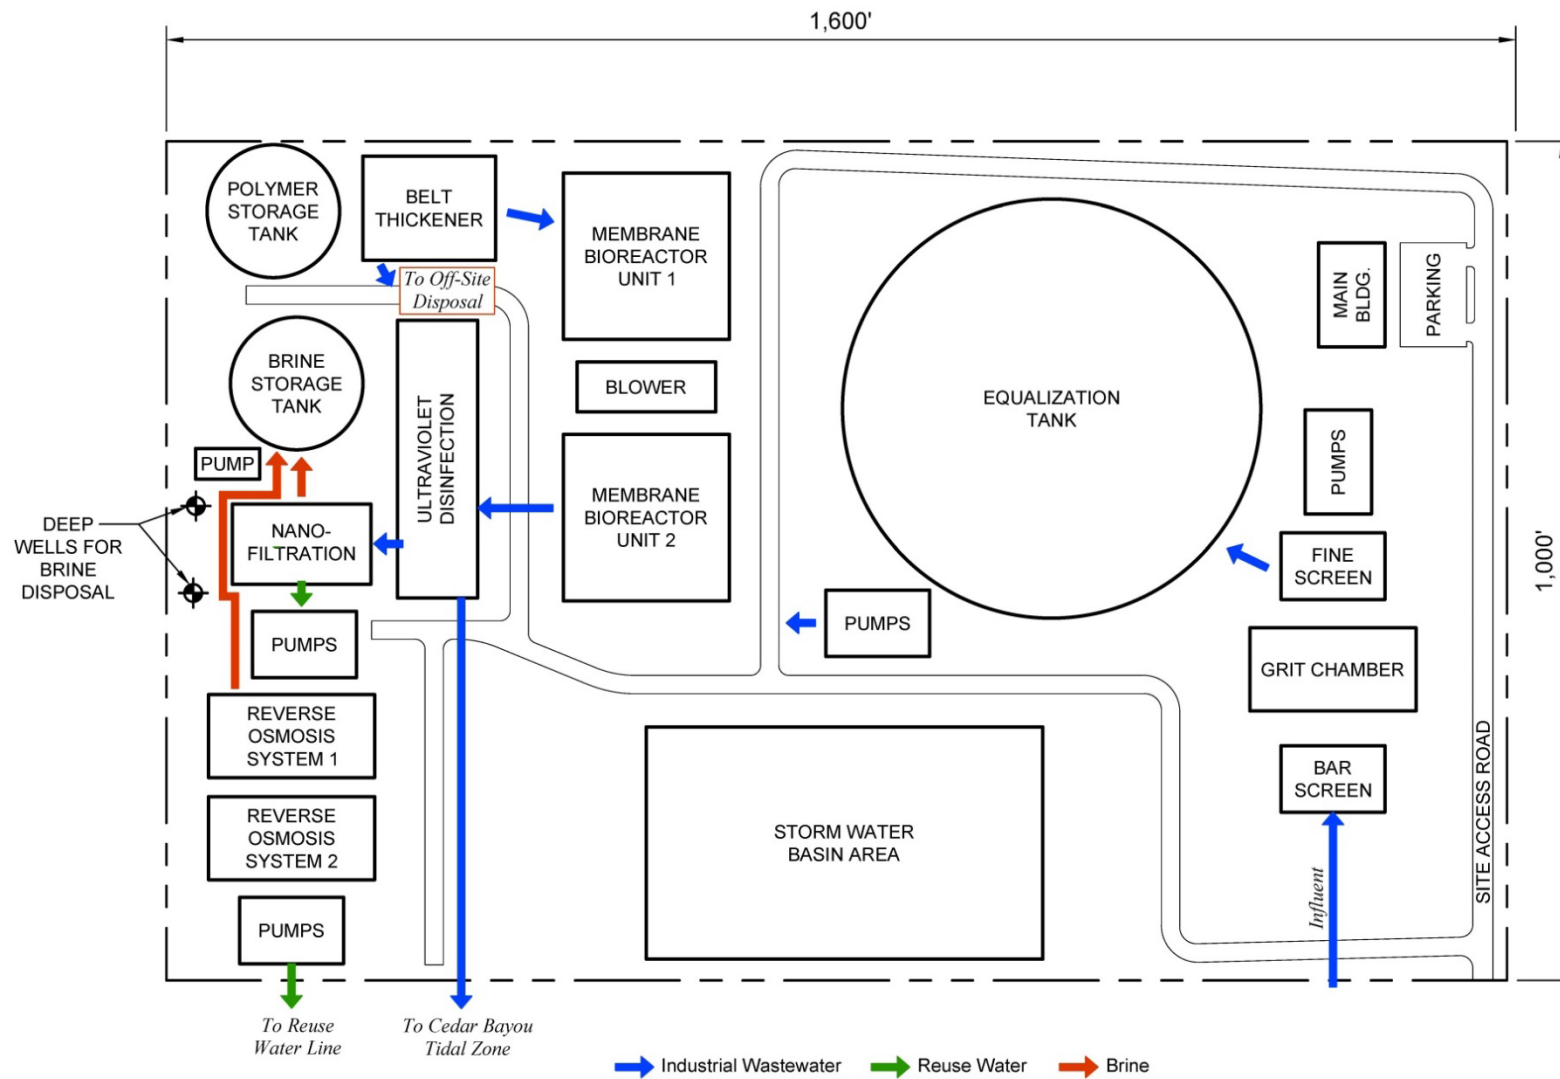 1,600'
POLYMER
STORAGE
TANK
BELT
THICKENER
To Off-Site
Disposal
MEMBRANE
BIOREACTOR
UNIT 1
BRINE
STORAGE
TANK
ULTRAVIOLET
DISINFECTION
BLOWER
EQUALIZATION
TANK
MAIN
BLDG.
PARKING
PUMP
PUMPS
DEEP
WELLS FOR
BRINE
DISPOSAL
NANO-
FILTRATION
MEMBRANE
BIOREACTOR
UNIT 2
FINE
SCREEN
1,000'
PUMPS
PUMPS
GRIT CHAMBER
REVERSE
OSMOSIS
SYSTEM 1
BAR
SCREEN
SITE ACCESS ROAD
REVERSE
OSMOSIS
SYSTEM 2
STORM WATER
BASIN AREA
Influent
PUMPS
To Reuse
Water Line
To Cedar Bayou
Tidal Zone
Industrial Wastewater
Reuse Water
Brine